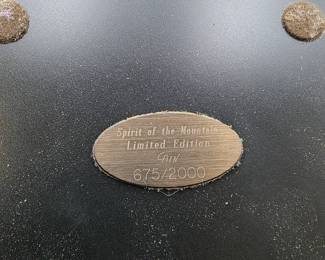 Spirit of the Mountain
Limited Edition
675/2000